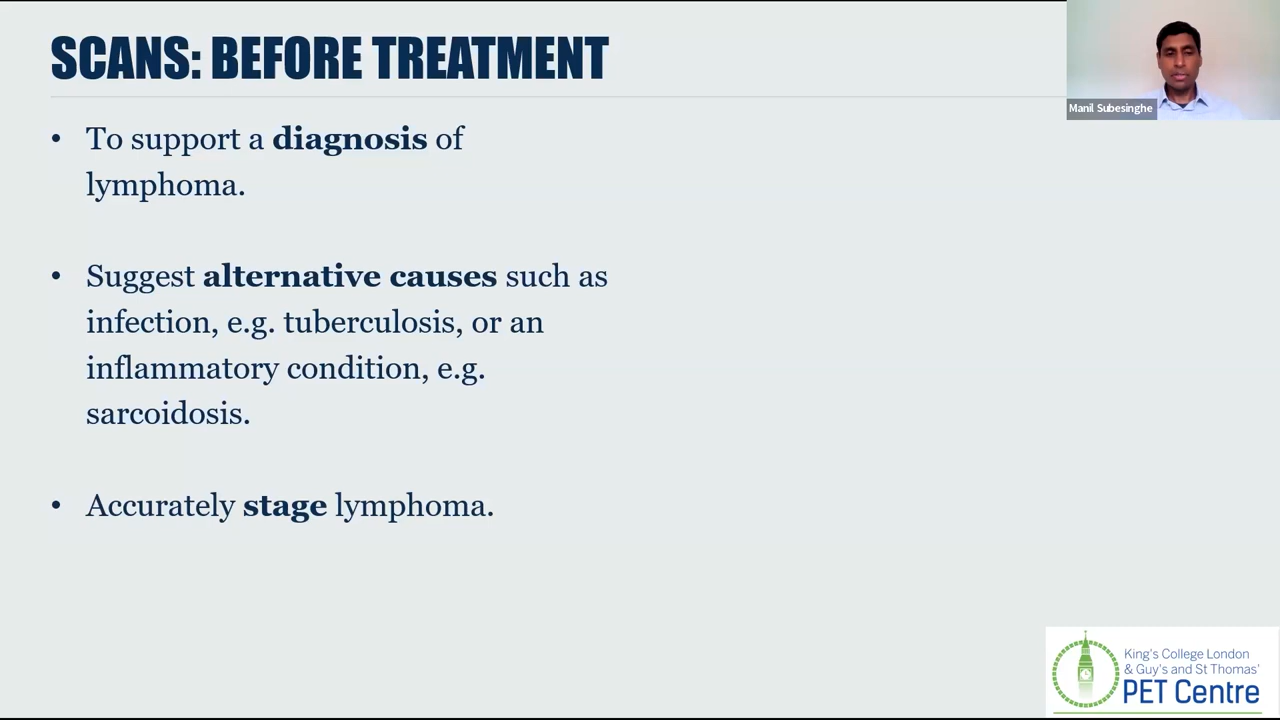 SCANS: BEFORE TREATMENT
Manil Subesinghe
• To support a diagnosis of
lymphoma.
• Suggest alternative causes such as
infection, e.g. tuberculosis, or an
inflammatory condition, e.g.
sarcoidosis.
• Accurately stage lymphoma.
King's College London
& Guy's and St Thomas'
PET Centre